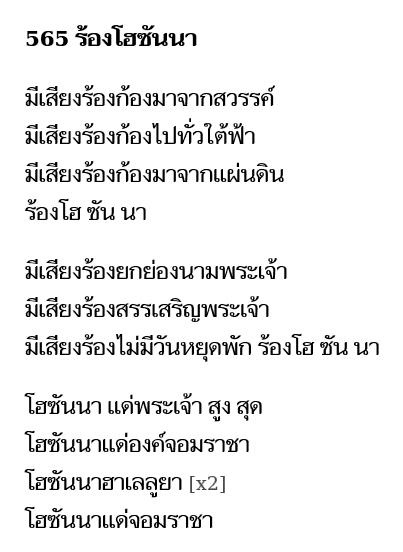 565 ร้องโฮซันนา
มีเสียงร้องก้องมาจากสวรรค์
มีเสียงร้องก้องไปทั่วใต้ฟ้า
มีเสียงร้องก้องมาจากแผ่นดิน
ร้องโฮ ซัน นา
มีเสียงร้องยกย่องนามพระเจ้า
มีเสียงร้องสรรเสริญพระเจ้า
มีเสียงร้องไม่มีวันหยุดพัก ร้องโฮ ซัน นา
โฮซันนา แด่พระเจ้า สูง สุด
โฮซันนาแด่องค์จอมราชา
โฮซันนาฮาเลลูยา [x2]
โฮซันนาแด่จอมราชา